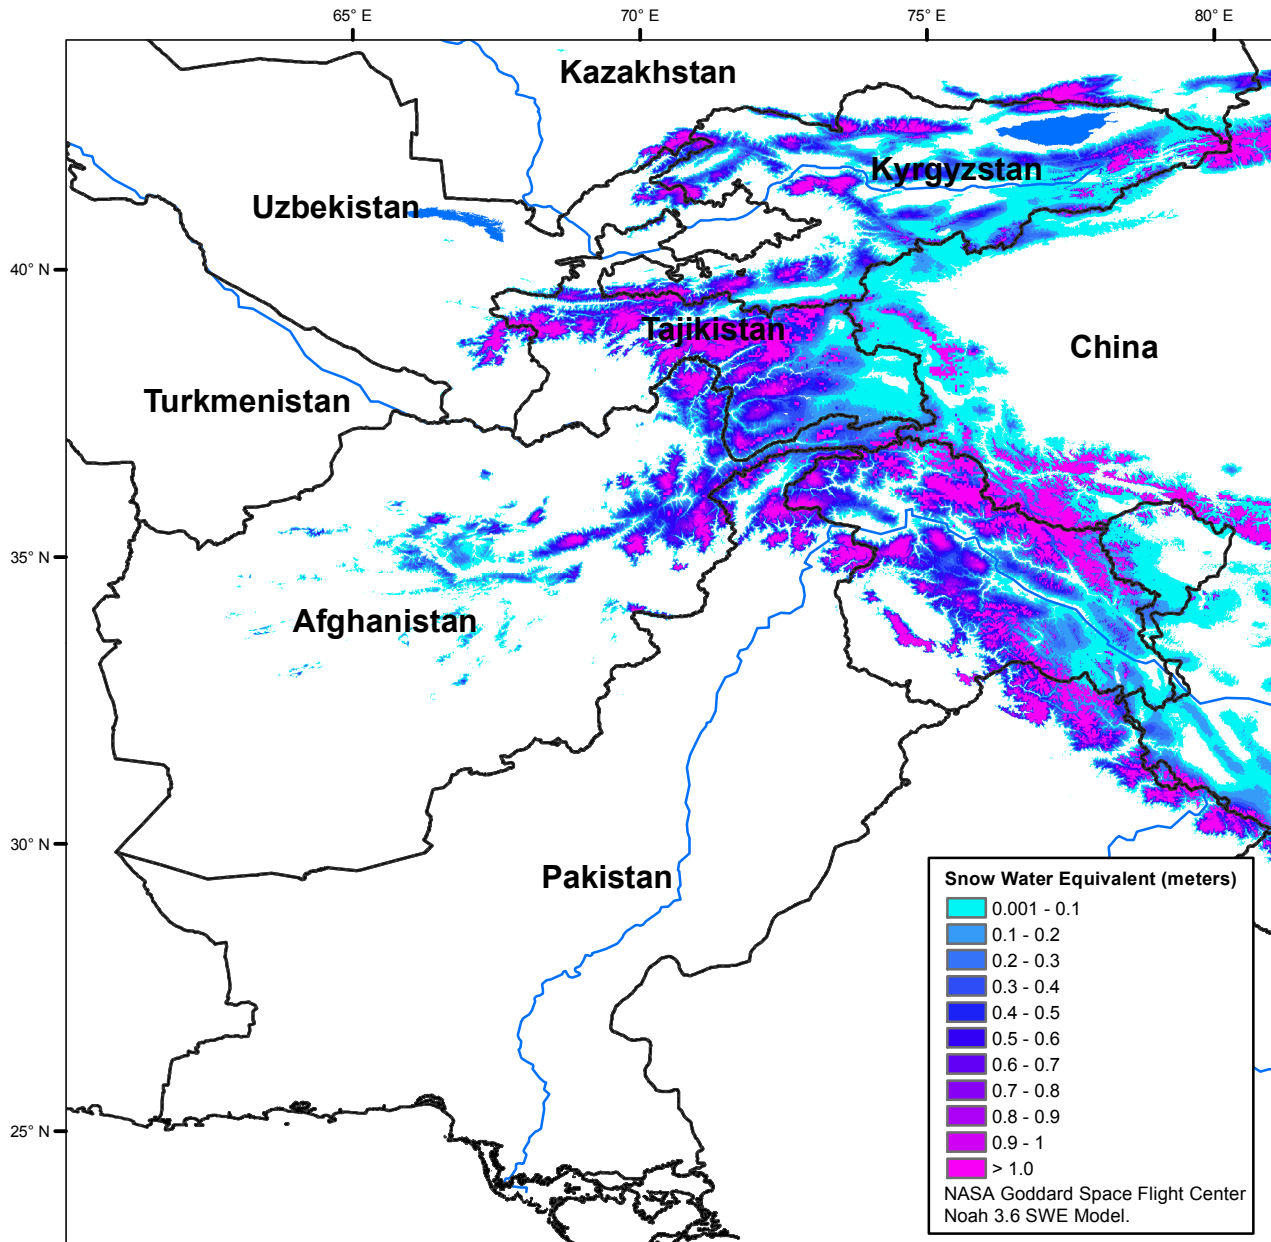 65° E
70° E
75° E
80° E
Kazakhstan
Kyrgyzstan
Uzbekistan
40° N
Tajikistan
China
Turkmenistan
35° N
Afghanistan
30° N
Pakistan
25° N
Snow Water Equivalent (meters)
0.001 - 0.1
0.1 - 0.2
0.2 - 0.3
0.3 - 0.4
0.4 - 0.5
0.5 - 0.6
0.6 - 0.7
0.7 - 0.8
0.8 - 0.9
0.9 - 1
> 1.0
NASA Goddard Space Flight Center
Noah 3.6 SWE Model.